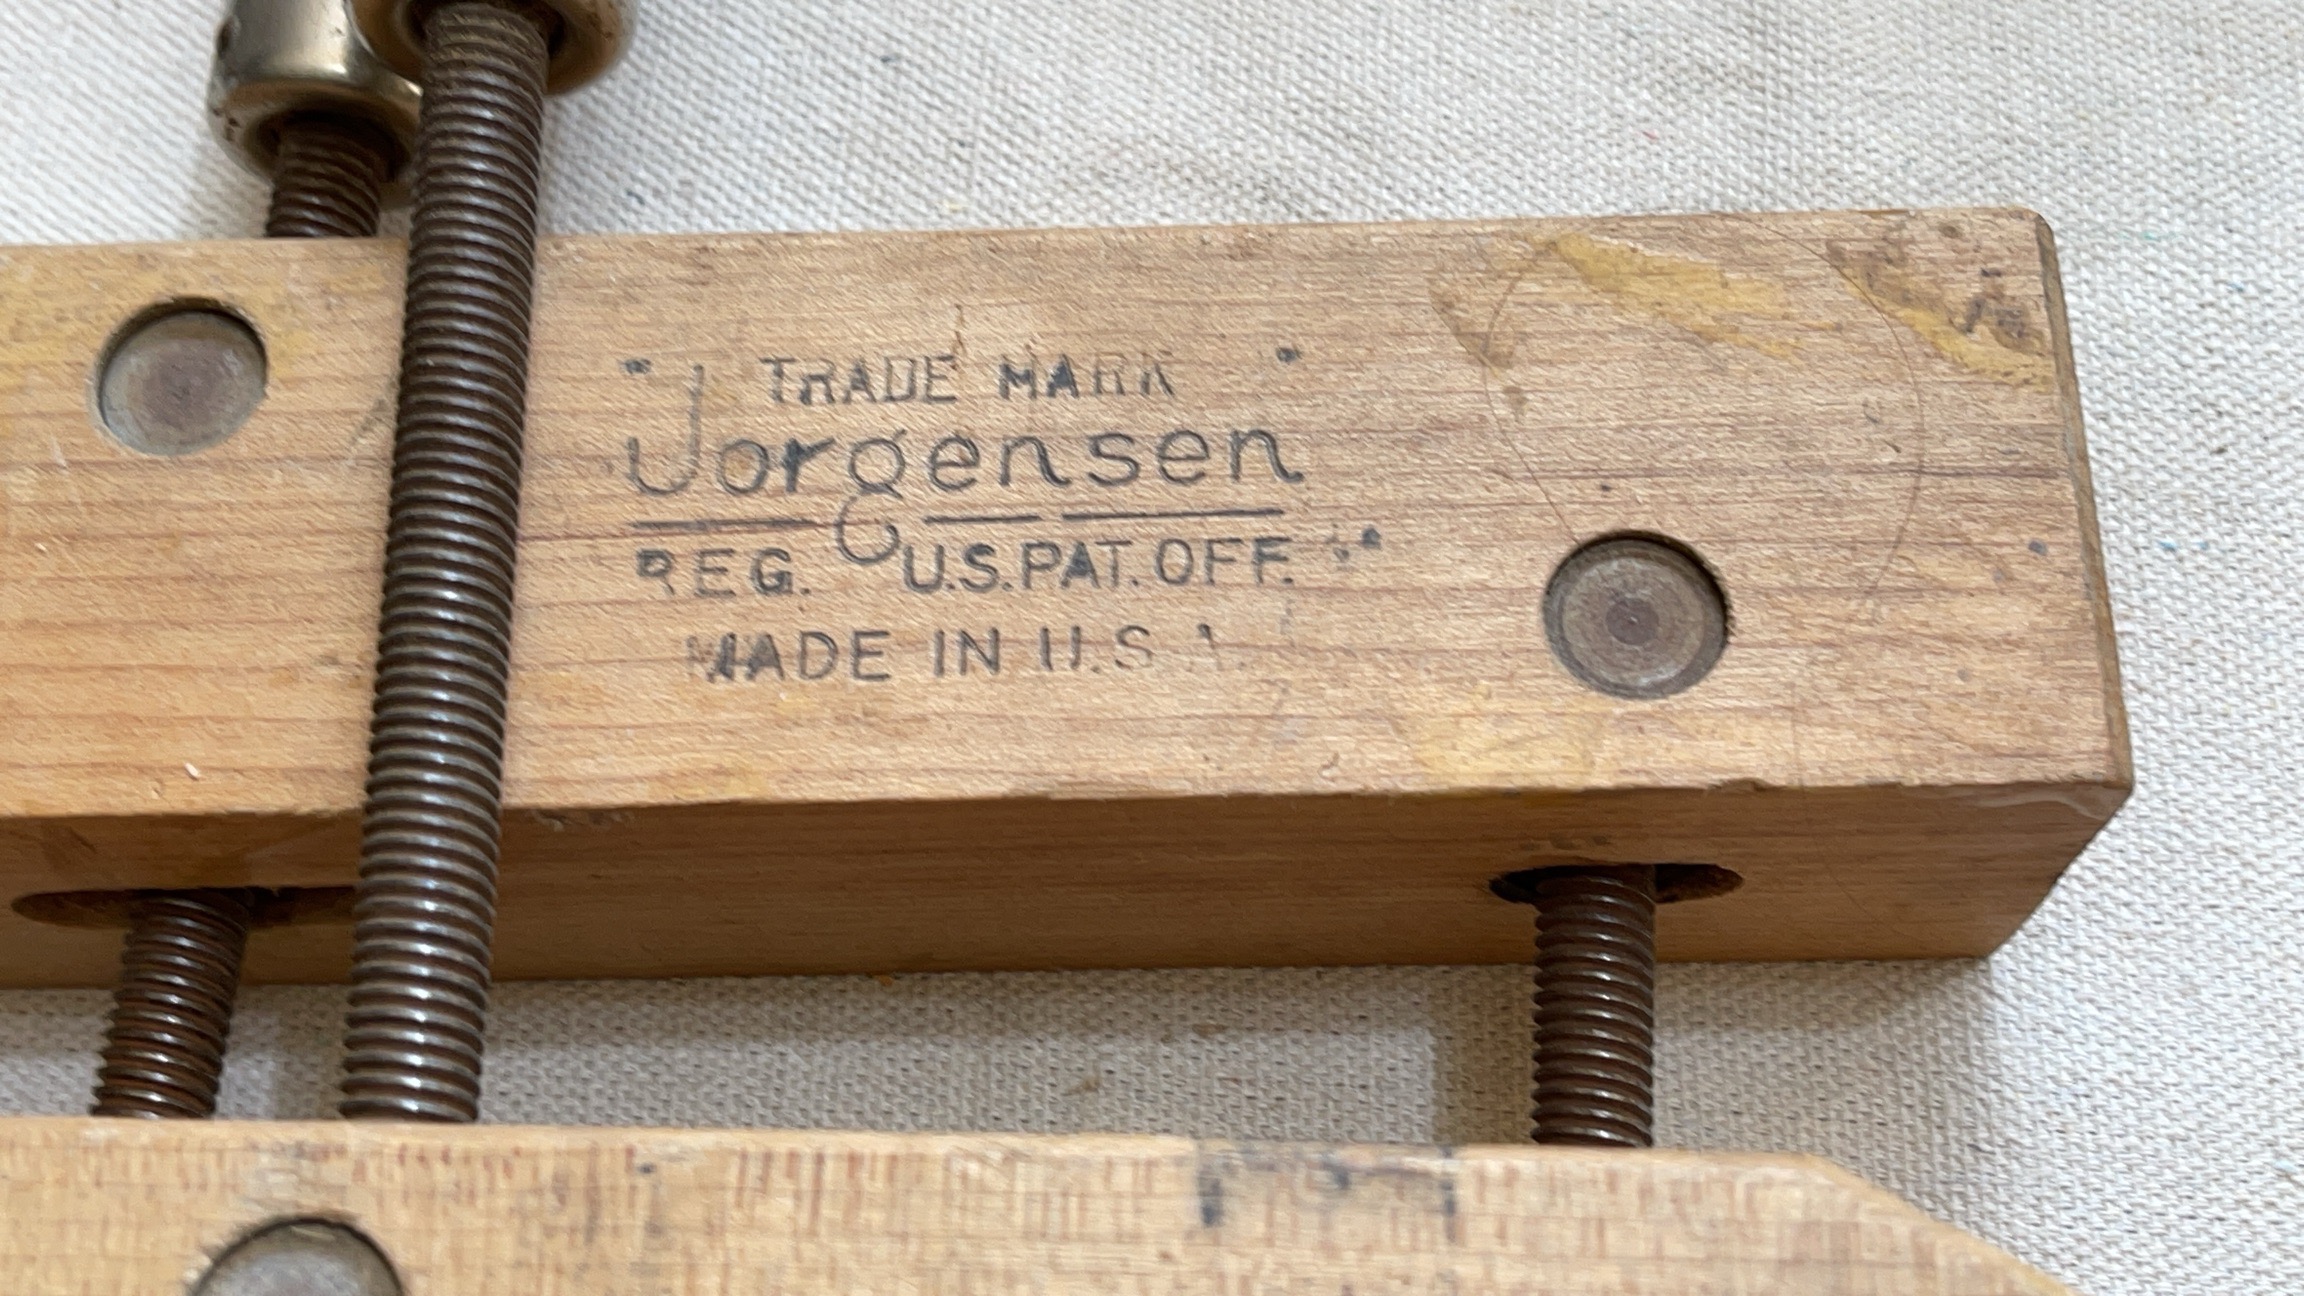 TRADE MARK
"Jorgensen"
REG. U.S. PAT. OFF.
MADE IN U.S.A.